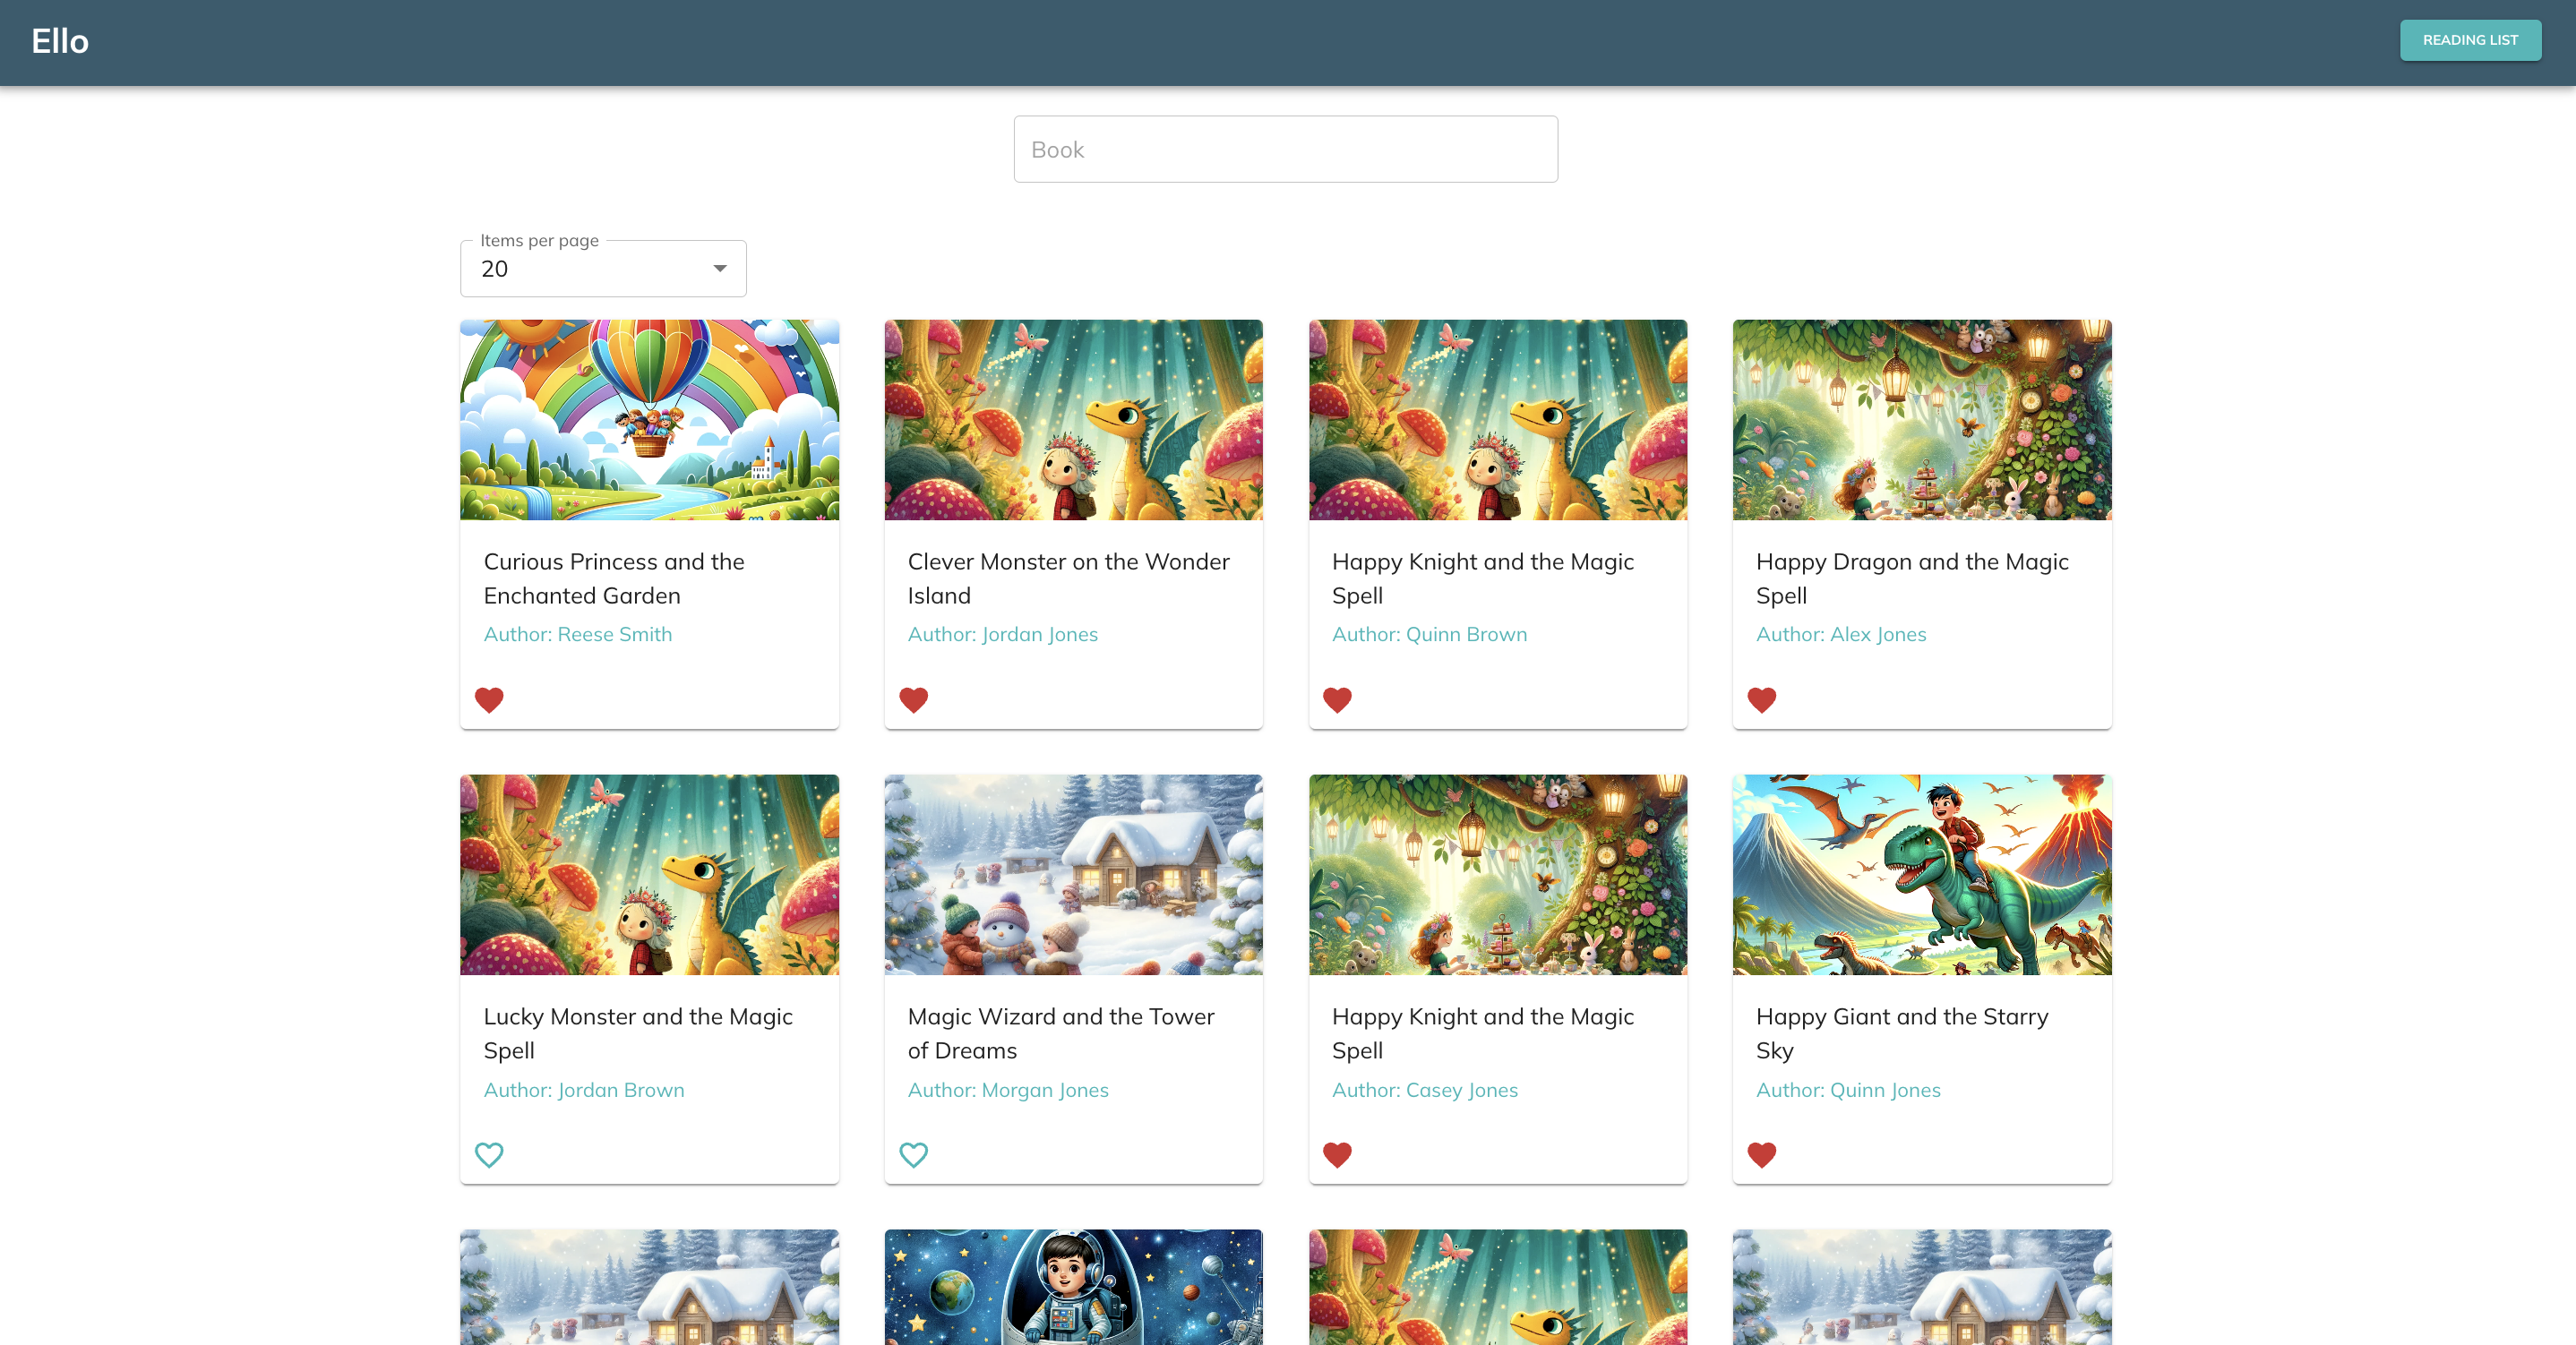 Ello
READING LIST
Book
Items per page
20
Curious Princess and the
Enchanted Garden
Author: Reese Smith
Clever Monster on the Wonder
Island
Author: Jordan Jones
Happy Knight and the Magic
Spell
Author: Quinn Brown
Happy Dragon and the Magic
Spell
Author: Alex Jones
Lucky Monster and the Magic
Spell
Author: Jordan Brown
Magic Wizard and the Tower
of Dreams
Author: Morgan Jones
Happy Knight and the Magic
Spell
Author: Casey Jones
Happy Giant and the Starry
Sky
Author: Quinn Jones